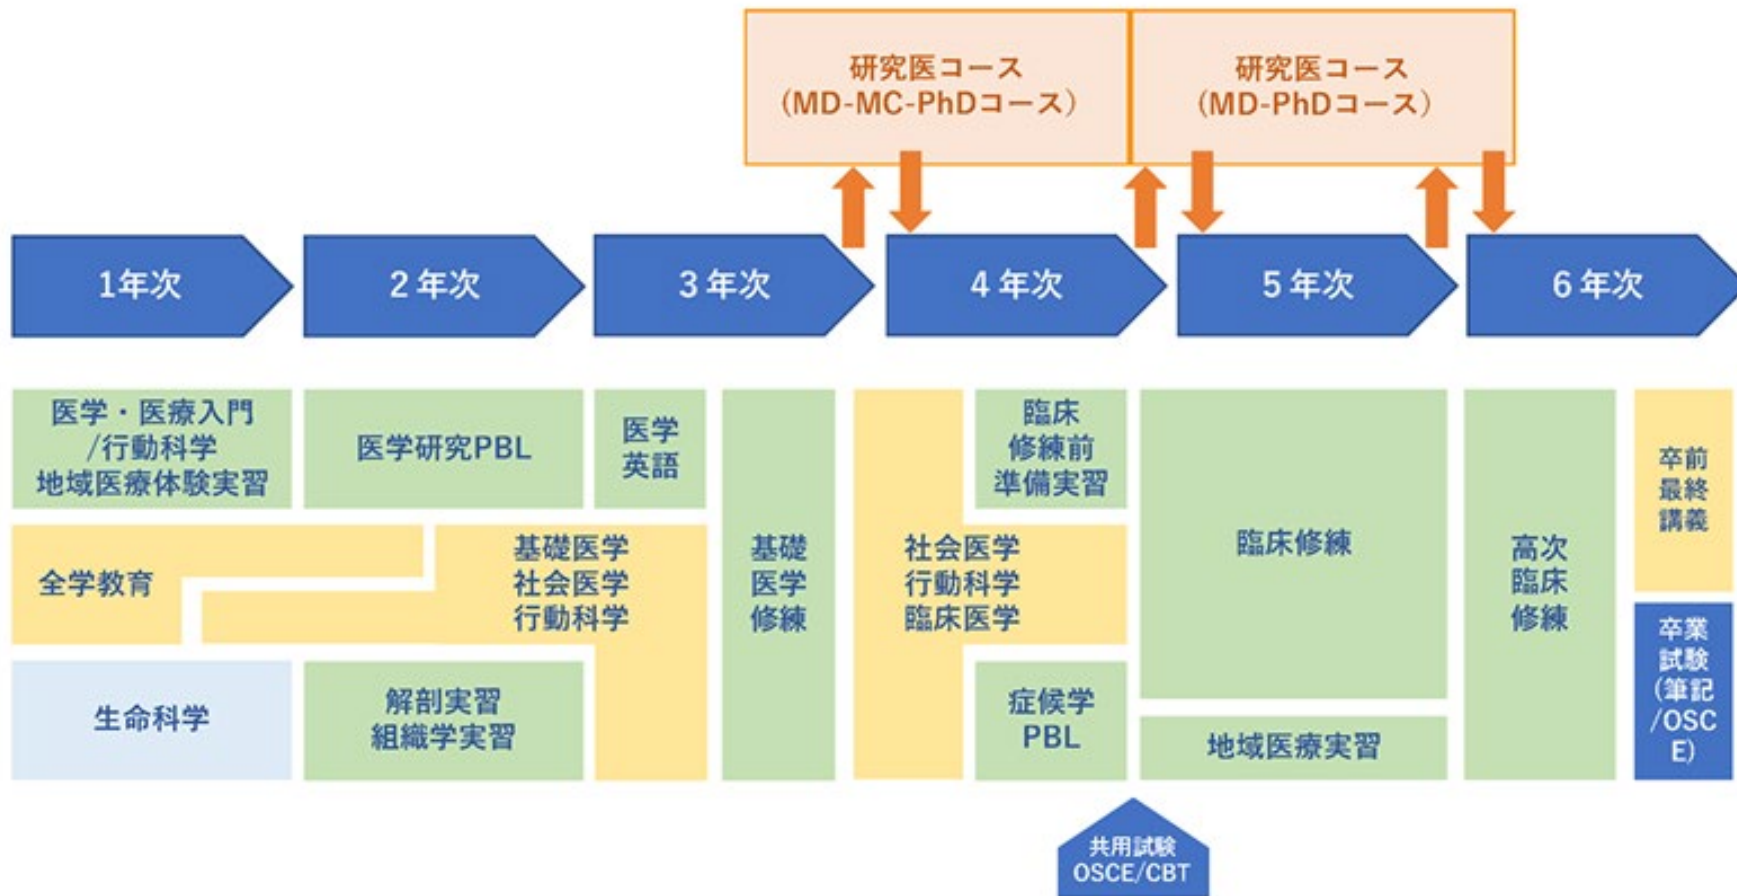 研究医コース
(MD-MC-PhDコース)
研究医コース
(MD-PhDコース)
1年次
2年次
3年次
4年次
5年次
6年次
医学・医療入門
/行動科学
地域医療体験実習
医学研究PBL
医学
英語
基礎
医学
修練
臨床
修練前
準備実習
臨床修練
高次
臨床
修練
卒前
最終
講義
全学教育
基礎医学
社会医学
行動科学
社会医学
行動科学
臨床医学
生命科学
解剖実習
組織学実習
症候学
PBL
地域医療実習
卒業
試験
(筆記
/OSC
E)
共用試験
OSCE/CBT